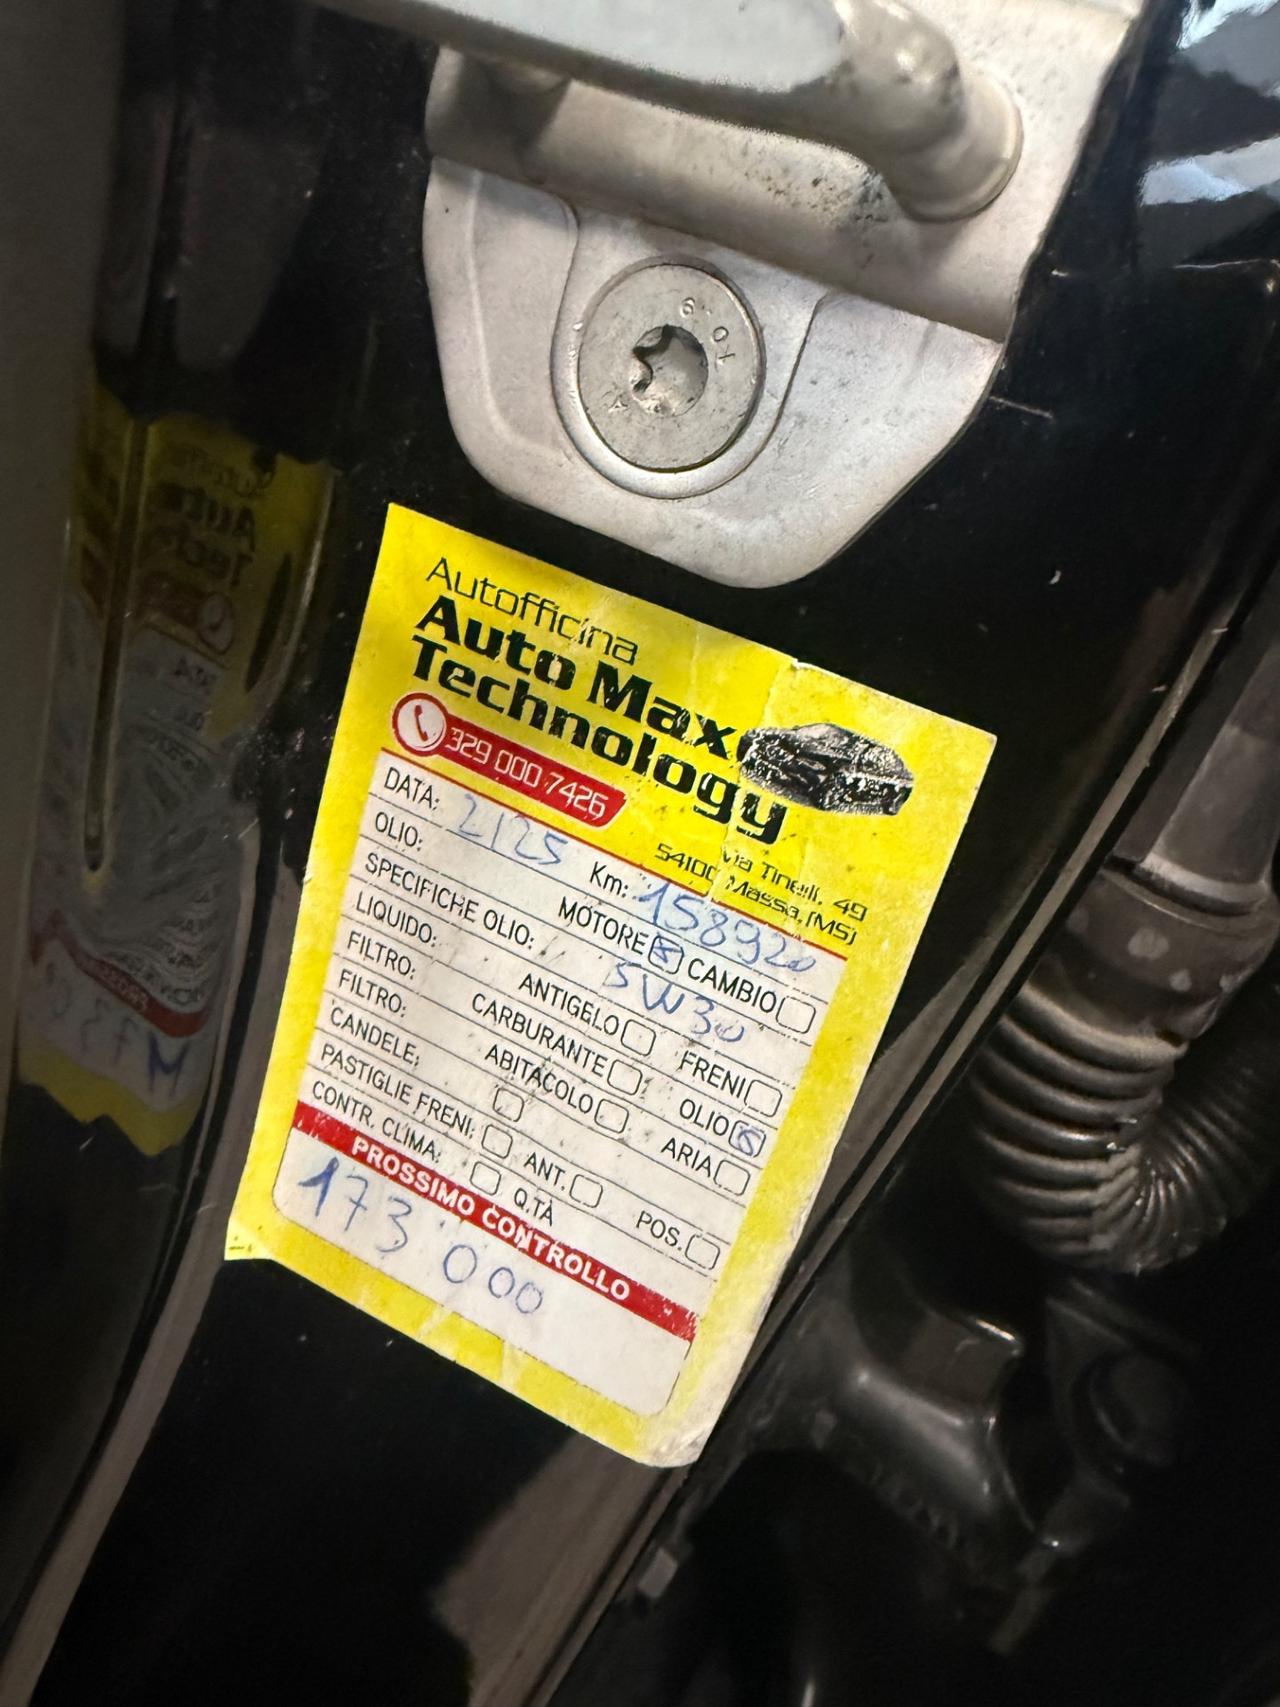 Autofficina
Auto Max
Technology
329 000 7426
Via Tinelli, 49
54100 Massa (MS)
DATA: 2125 Km: 158920
OLIO: MOTORE CAMBIO
SPECIFICHE OLIO: 5W30
LIQUIDO: ANTIGELO FRENI
FILTRO: CARBURANTE OLIO
FILTRO: ABITACOLO ARIA
CANDELE:
PASTIGLIE FRENI: ANT. POS.
CONTR. CLIMA: Q.TÀ
PROSSIMO CONTROLLO
173'000